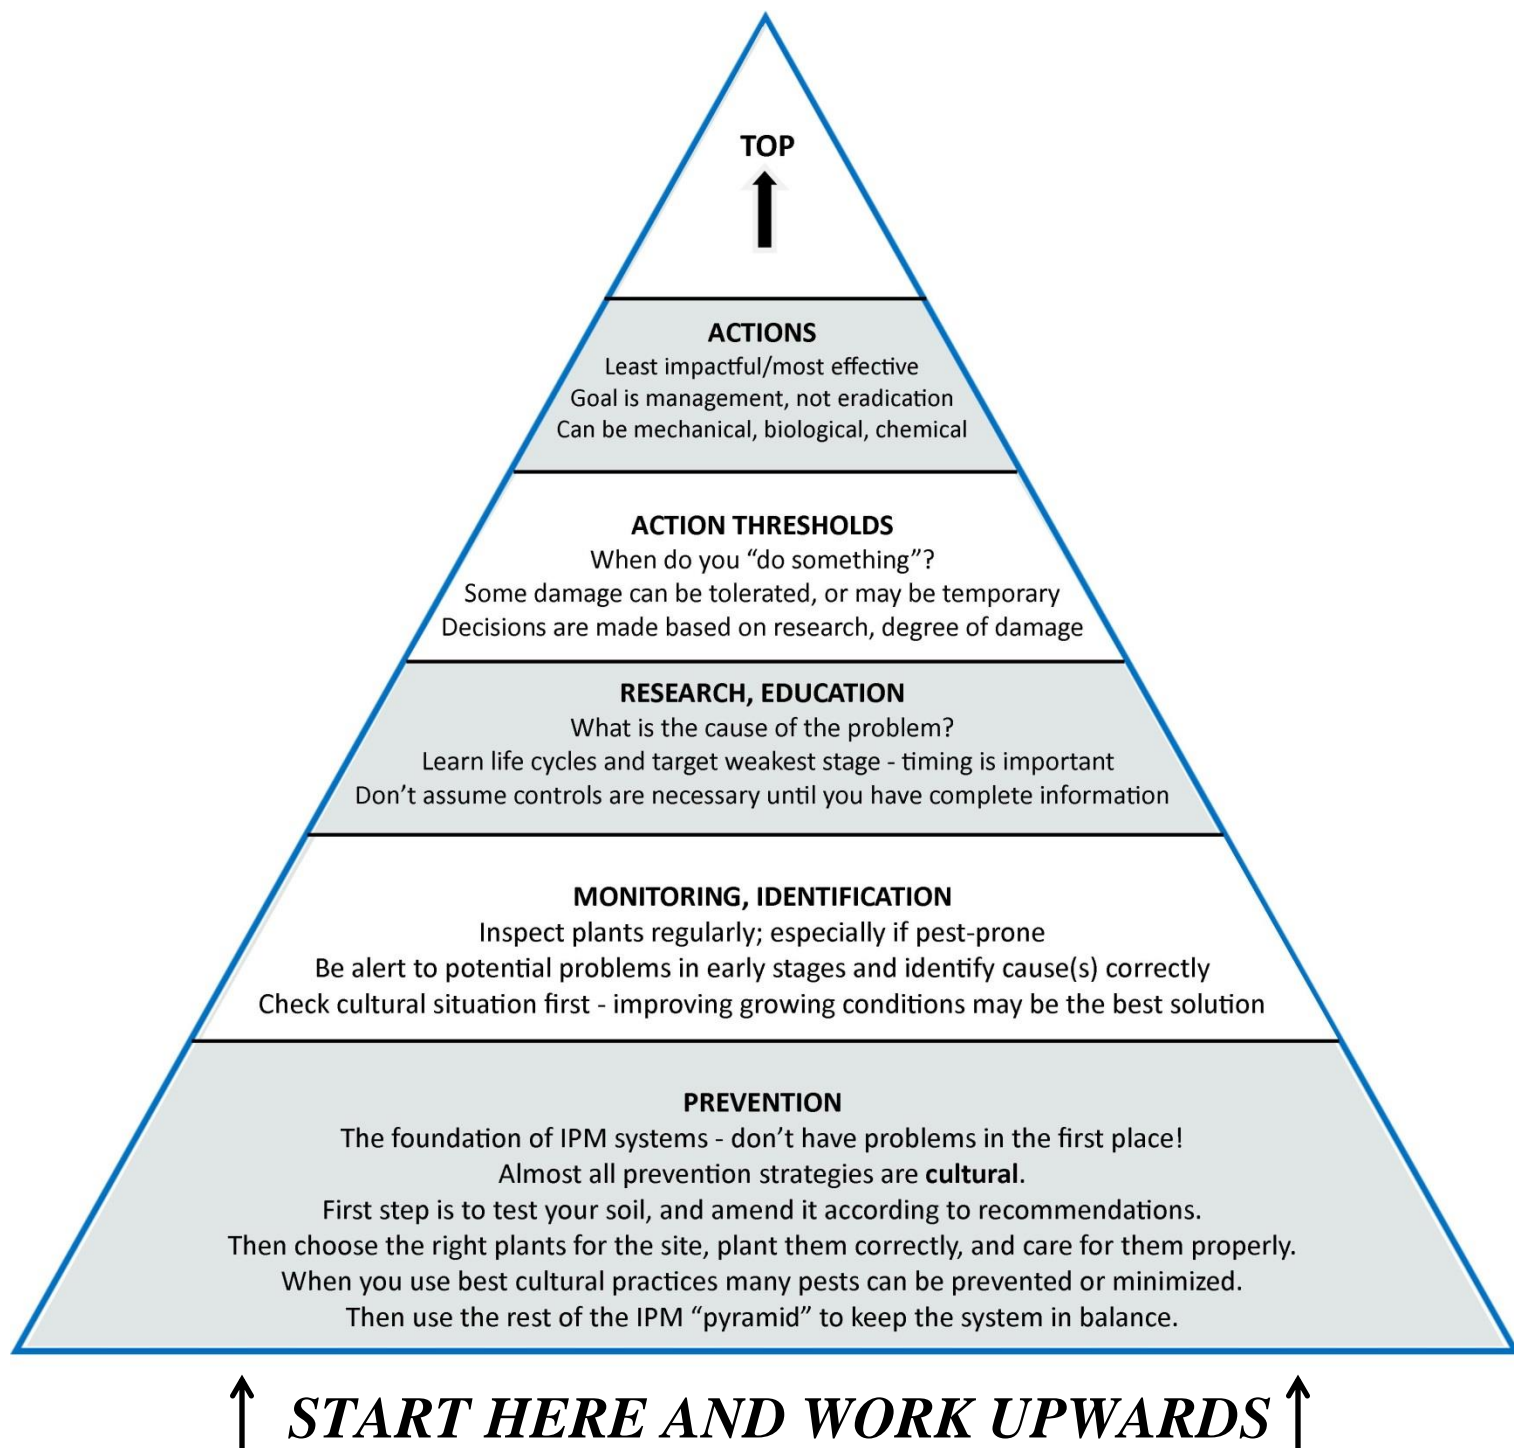 TOP
ACTIONS
Least impactful/most effective
Goal is management, not eradication
Can be mechanical, biological, chemical
ACTION THRESHOLDS
When do you “do something”?
Some damage can be tolerated, or may be temporary
Decisions are made based on research, degree of damage
RESEARCH, EDUCATION
What is the cause of the problem?
Learn life cycles and target weakest stage - timing is important
Don’t assume controls are necessary until you have complete information
MONITORING, IDENTIFICATION
Inspect plants regularly; especially if pest-prone
Be alert to potential problems in early stages and identify cause(s) correctly
Check cultural situation first - improving growing conditions may be the best solution
PREVENTION
The foundation of IPM systems - don’t have problems in the first place!
Almost all prevention strategies are cultural.
First step is to test your soil, and amend it according to recommendations.
Then choose the right plants for the site, plant them correctly, and care for them properly.
When you use best cultural practices many pests can be prevented or minimized.
Then use the rest of the IPM “pyramid” to keep the system in balance.
START HERE AND WORK UPWARDS